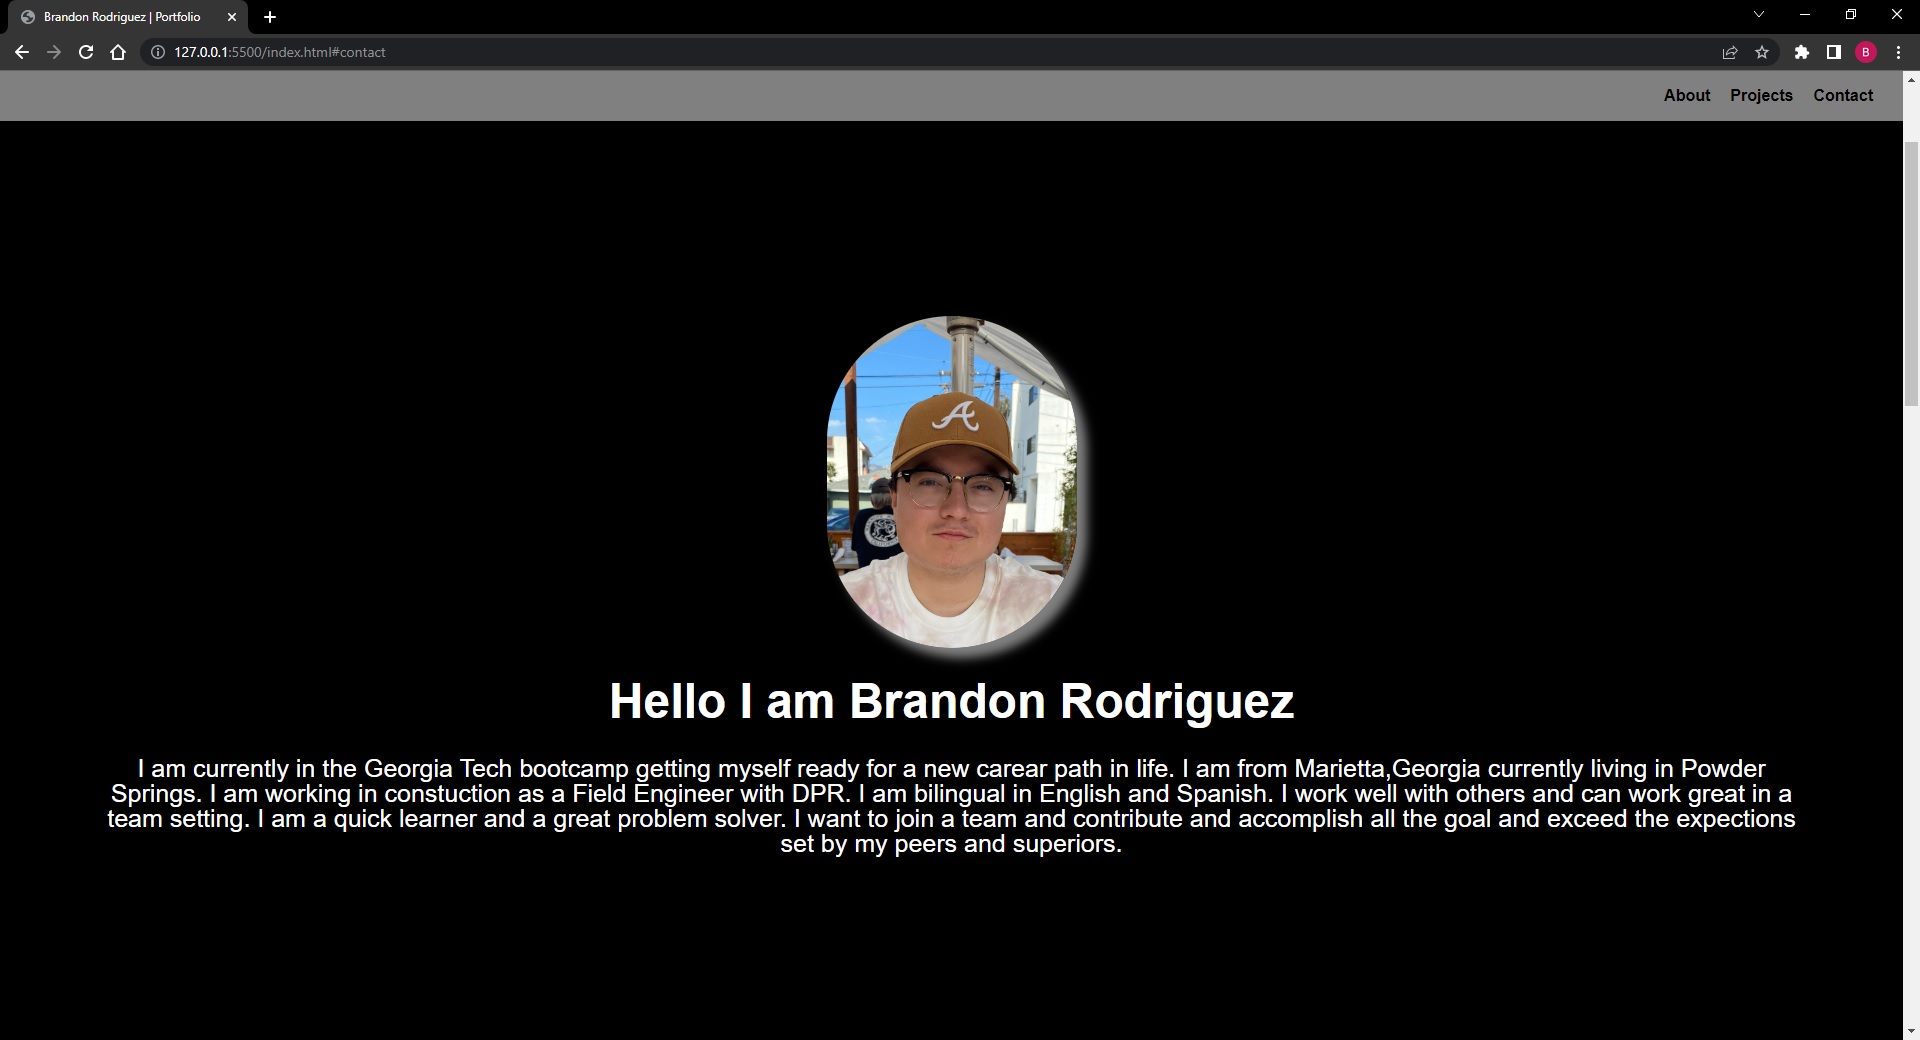 Brandon Rodriguez | Portfolio
127.0.0.1:5500/index.html#contact
B
About Projects Contact
A
Hello I am Brandon Rodriguez
I am currently in the Georgia Tech bootcamp getting myself ready for a new carear path in life. I am from Marietta,Georgia currently living in Powder
Springs. I am working in constuction as a Field Engineer with DPR. I am bilingual in English and Spanish. I work well with others and can work great in a
team setting. I am a quick learner and a great problem solver. I want to join a team and contribute and accomplish all the goal and exceed the expections
set by my peers and superiors.